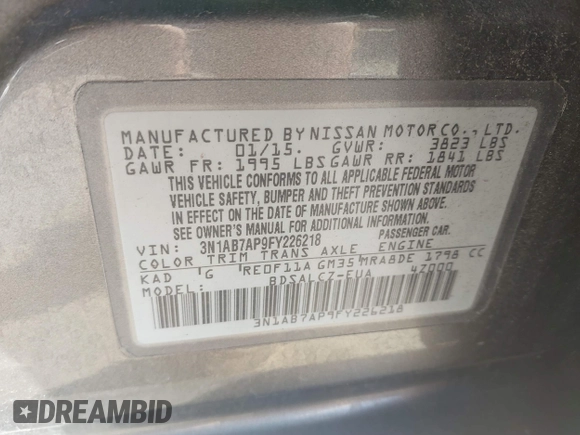 MANUFACTURED BY NISSAN MOTOR CO., LTD.
DATE: 01/15. GVWR: 3823 LBS
GAWR FR: 1995 LBS GAWR RR: 1841 LBS
THIS VEHICLE CONFORMS TO ALL APPLICABLE FEDERAL MOTOR
VEHICLE SAFETY, BUMPER AND THEFT PREVENTION STANDARDS
IN EFFECT ON THE DATE OF MANUFACTURE SHOWN ABOVE.
SEE OWNER'S MANUAL FOR ADDITIONAL INFORMATION.
VIN: 3N1AB7AP9FY226218 PASSENGER CAR.
COLOR TRIM TRANS AXLE ENGINE
KAD G RE0F11A GM35 MRA8DE 1798 CC
MODEL: BDSALCZ-EUA 4Z000
3N1AB7AP9FY226218
DREAMBID